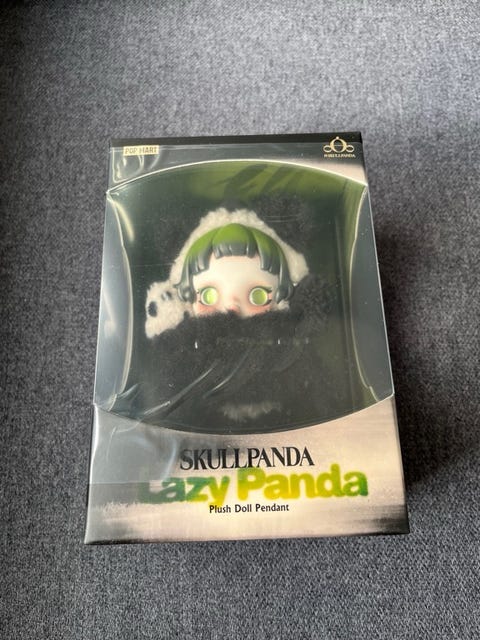 POP MART
SKULLPANDA
SKULLPANDA
Lazy Panda
Plush Doll Pendant